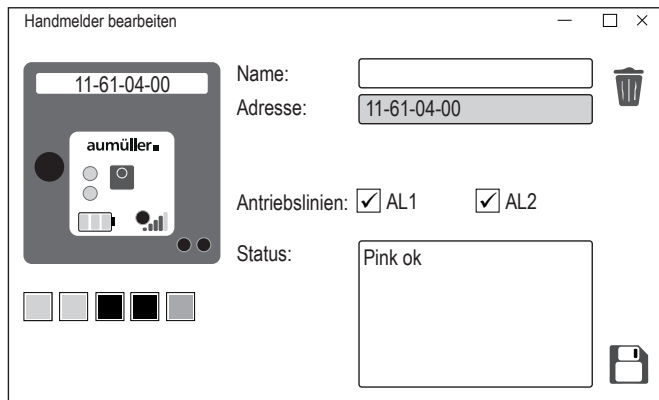 Handmelder bearbeiten
11-61-04-00
aumüller
Name:
Adresse: 11-61-04-00
Antriebslinien: AL1 AL2
Status: Pink ok